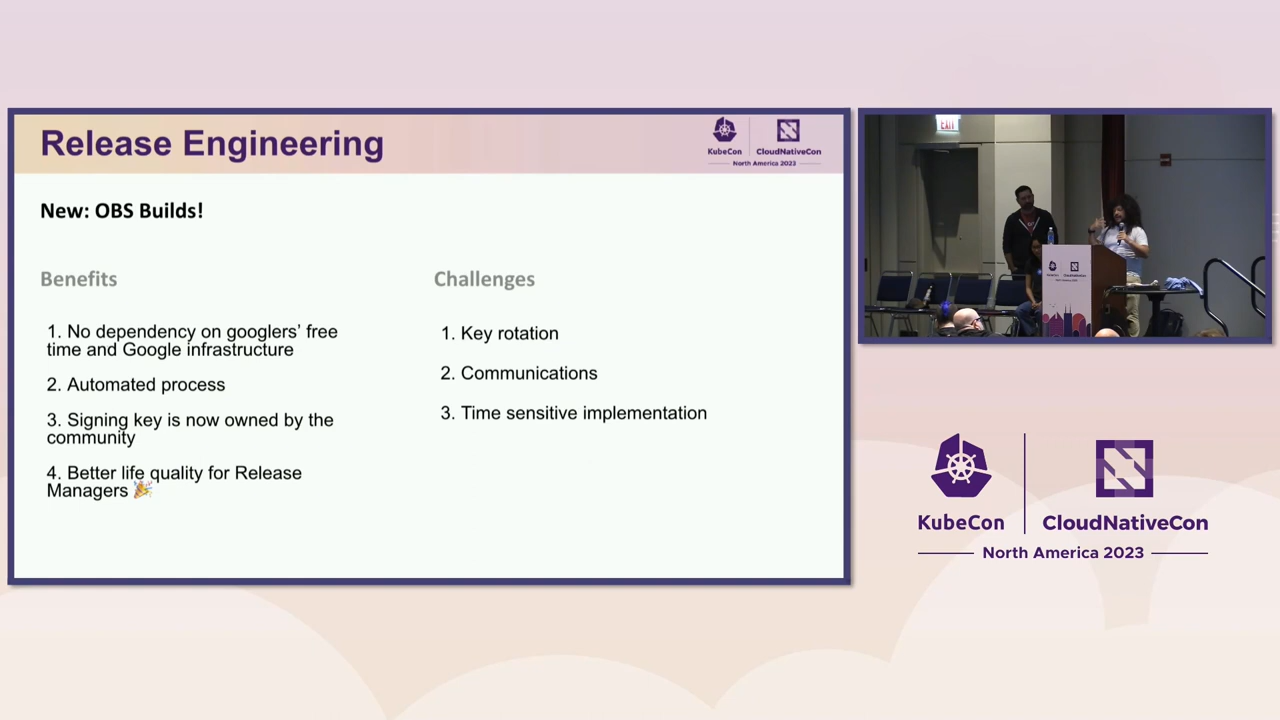 Release Engineering
KubeCon
CloudNativeCon
North America 2023
New: OBS Builds!
Benefits
1. No dependency on googlers' free
time and Google infrastructure
2. Automated process
3. Signing key is now owned by the
community
4. Better life quality for Release
Managers 🎉
Challenges
1. Key rotation
2. Communications
3. Time sensitive implementation
EXIT
KubeCon
CloudNativeCon
North America 2023